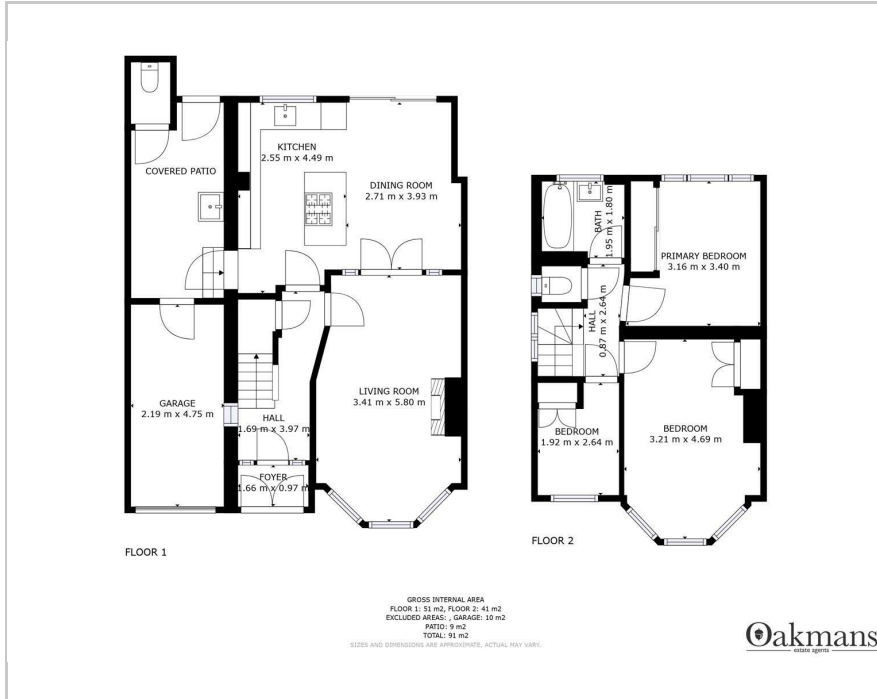 COVERED PATIO
KITCHEN
2.55 m x 4.49 m
DINING ROOM
2.71 m x 3.93 m
GARAGE
2.19 m x 4.75 m
HALL
1.69 m x 3.97 m
FOYER
1.66 m x 0.97 m
LIVING ROOM
3.41 m x 5.80 m
FLOOR 1
BATH
1.95 m x 1.80 m
PRIMARY BEDROOM
3.16 m x 3.40 m
HALL
0.87 m x 2.64 m
BEDROOM
1.92 m x 2.64 m
BEDROOM
3.21 m x 4.69 m
FLOOR 2
GROSS INTERNAL AREA
FLOOR 1: 51 m2, FLOOR 2: 41 m2
EXCLUDED AREAS: , GARAGE: 10 m2
PATIO: 9 m2
TOTAL: 91 m2
SIZES AND DIMENSIONS ARE APPROXIMATE, ACTUAL MAY VARY.
Oakmans
estate agents